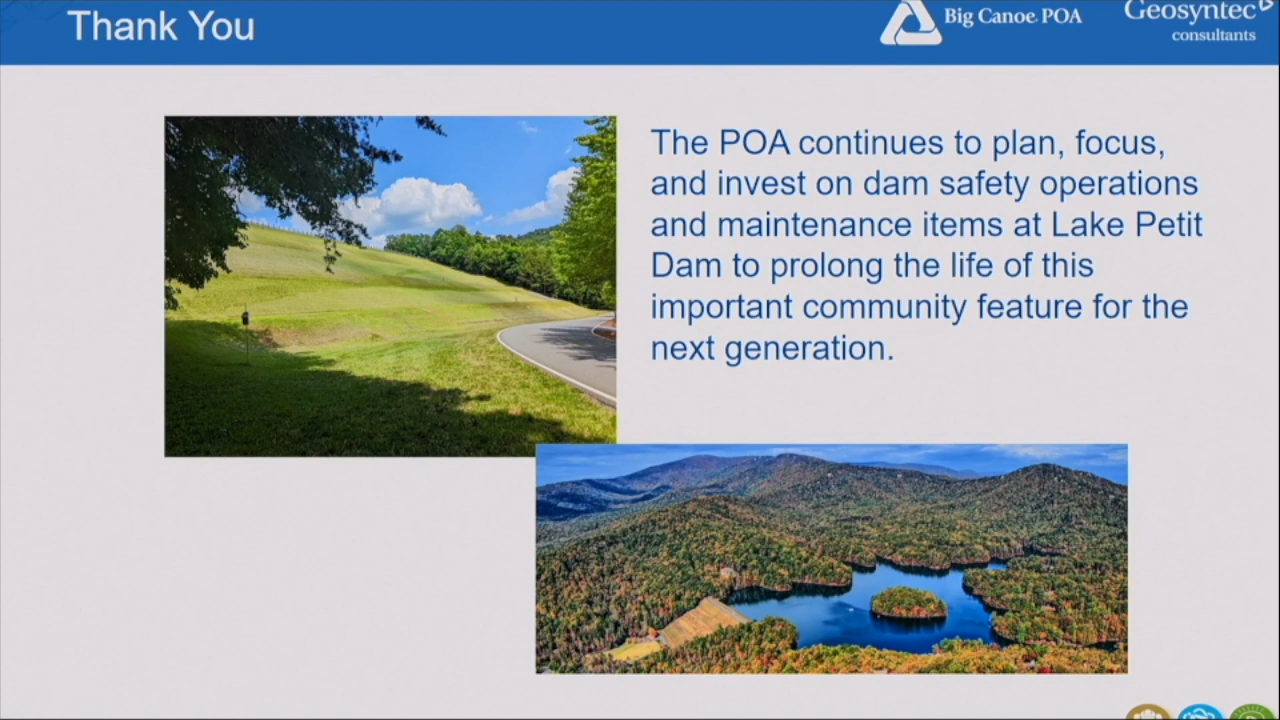 Thank You
Big Canoe POA
Geosyntec
consultants
The POA continues to plan, focus,
and invest on dam safety operations
and maintenance items at Lake Petit
Dam to prolong the life of this
important community feature for the
next generation.